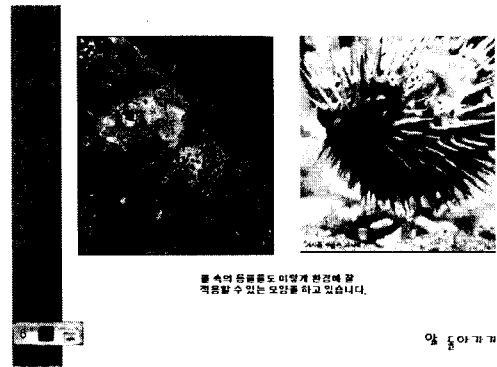 물 속의 동물들도 이렇게 환경에 잘
적응할 수 있는 모양을 하고 있습니다.
돌아가기